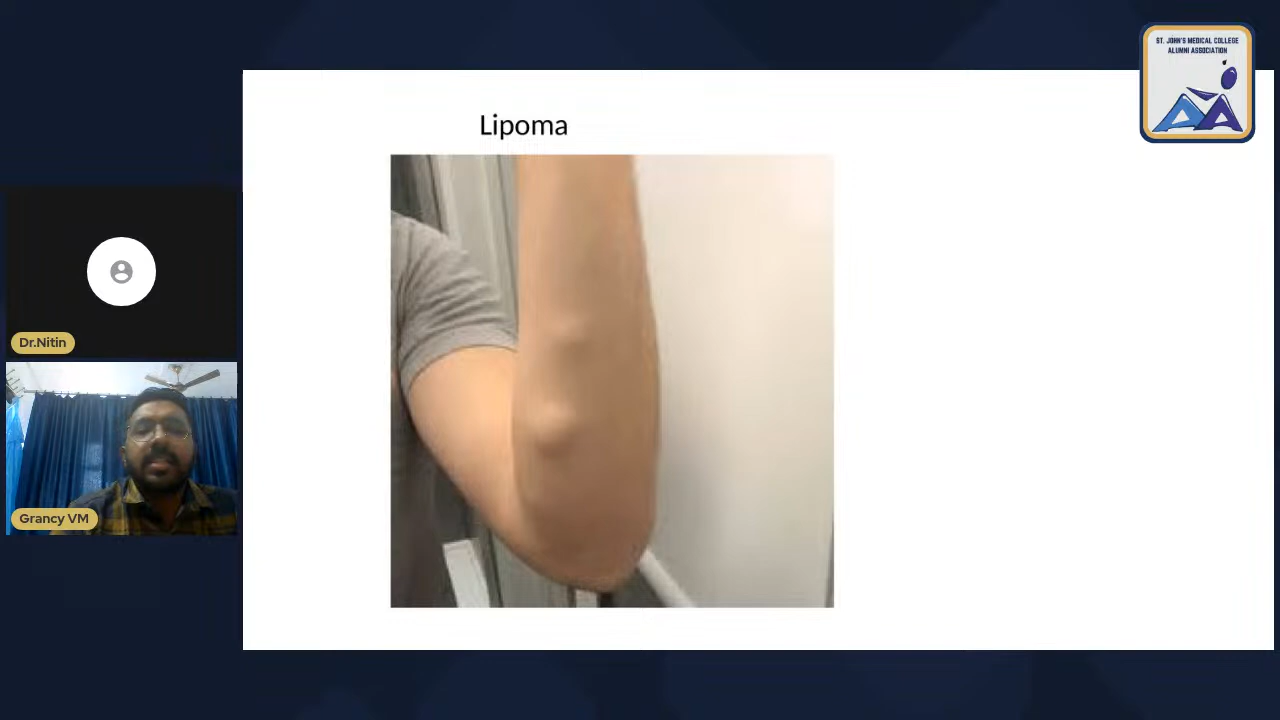 ST. JOHN'S MEDICAL COLLEGE
ALUMNI ASSOCIATION
Lipoma
Dr.Nitin
Grancy VM